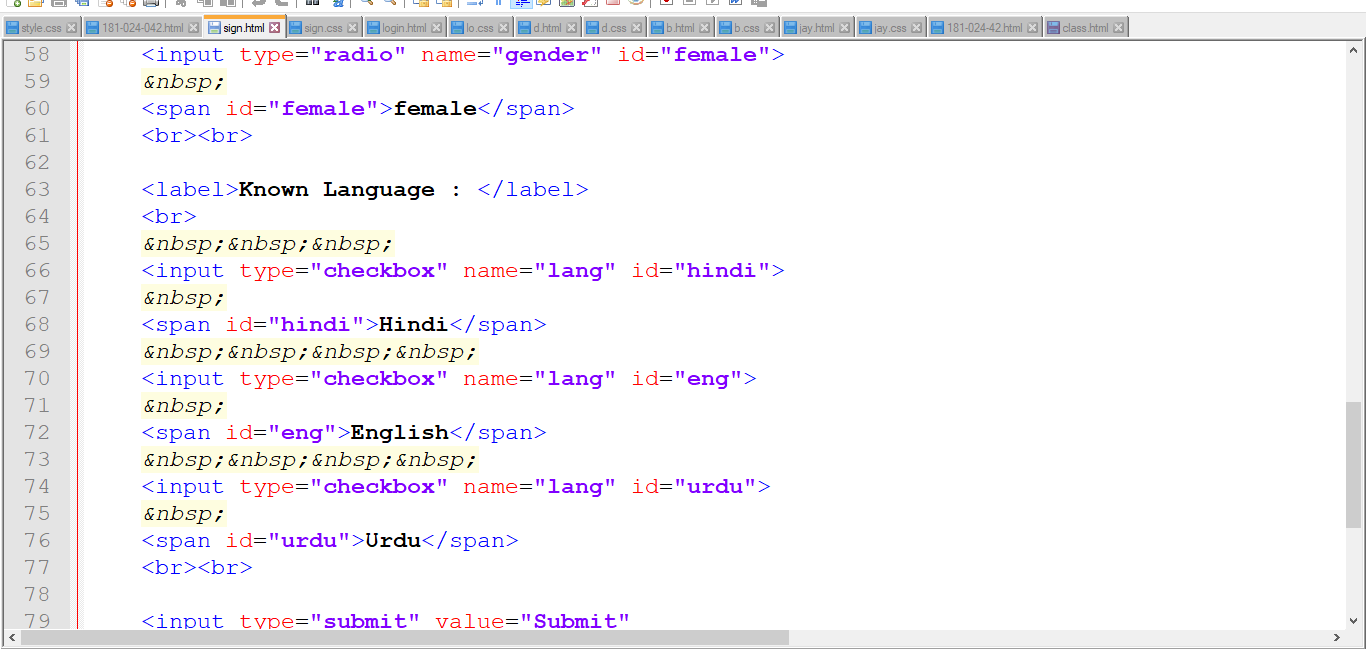 style.css 181-024-042.html sign.html sign.css login.html lo.css d.html d.css b.html b.css jay.html jay.css 181-024-42.html class.html
58 <input type="radio" name="gender" id="female">
59 &nbsp;
60 <span id="female">female</span>
61 <br><br>
62
63 <label>Known Language : </label>
64 <br>
65 &nbsp;&nbsp;&nbsp;
66 <input type="checkbox" name="lang" id="hindi">
67 &nbsp;
68 <span id="hindi">Hindi</span>
69 &nbsp;&nbsp;&nbsp;&nbsp;
70 <input type="checkbox" name="lang" id="eng">
71 &nbsp;
72 <span id="eng">English</span>
73 &nbsp;&nbsp;&nbsp;&nbsp;
74 <input type="checkbox" name="lang" id="urdu">
75 &nbsp;
76 <span id="urdu">Urdu</span>
77 <br><br>
78
79 <input type="submit" value="Submit"